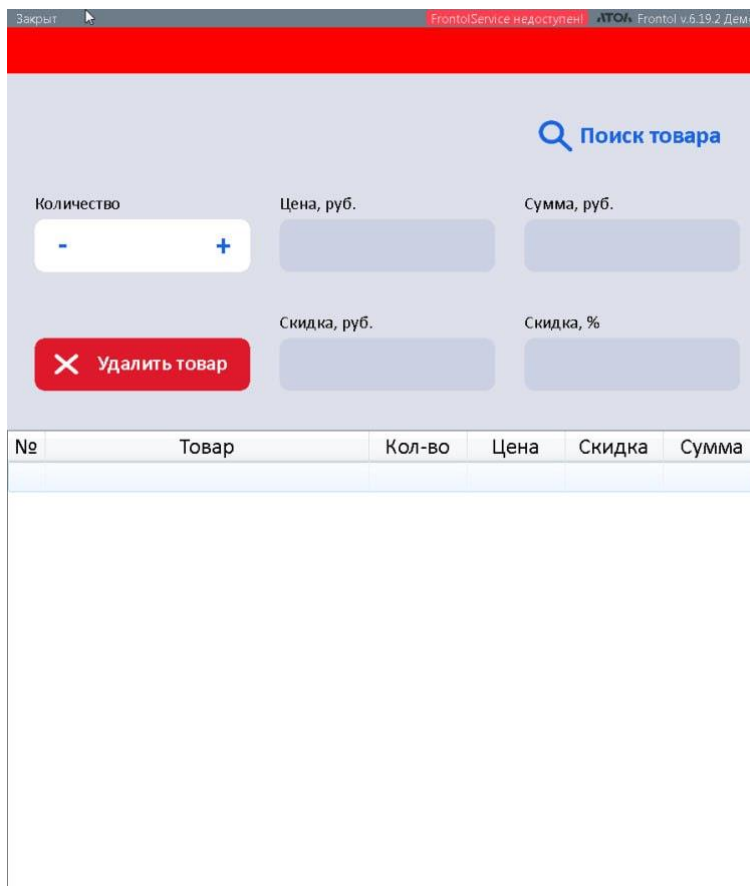 Закрыт FrontolService недоступен! АТОЛ Frontol v.6.19.2 Дем
Поиск товара
Количество Цена, руб. Сумма, руб.
- +
Скидка, руб. Скидка, %
Удалить товар
№ Товар Кол-во Цена Скидка Сумма